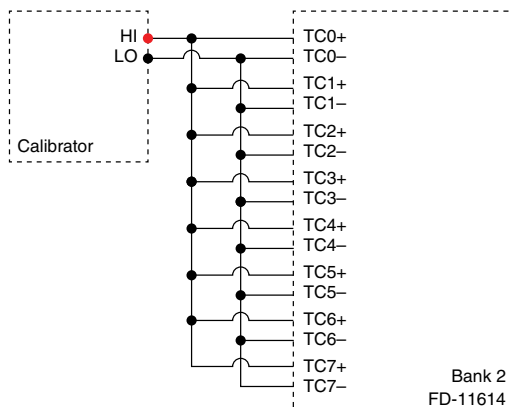 HI
LO
Calibrator
TC0+
TC0–
TC1+
TC1–
TC2+
TC2–
TC3+
TC3–
TC4+
TC4–
TC5+
TC5–
TC6+
TC6–
TC7+
TC7–
Bank 2
FD-11614